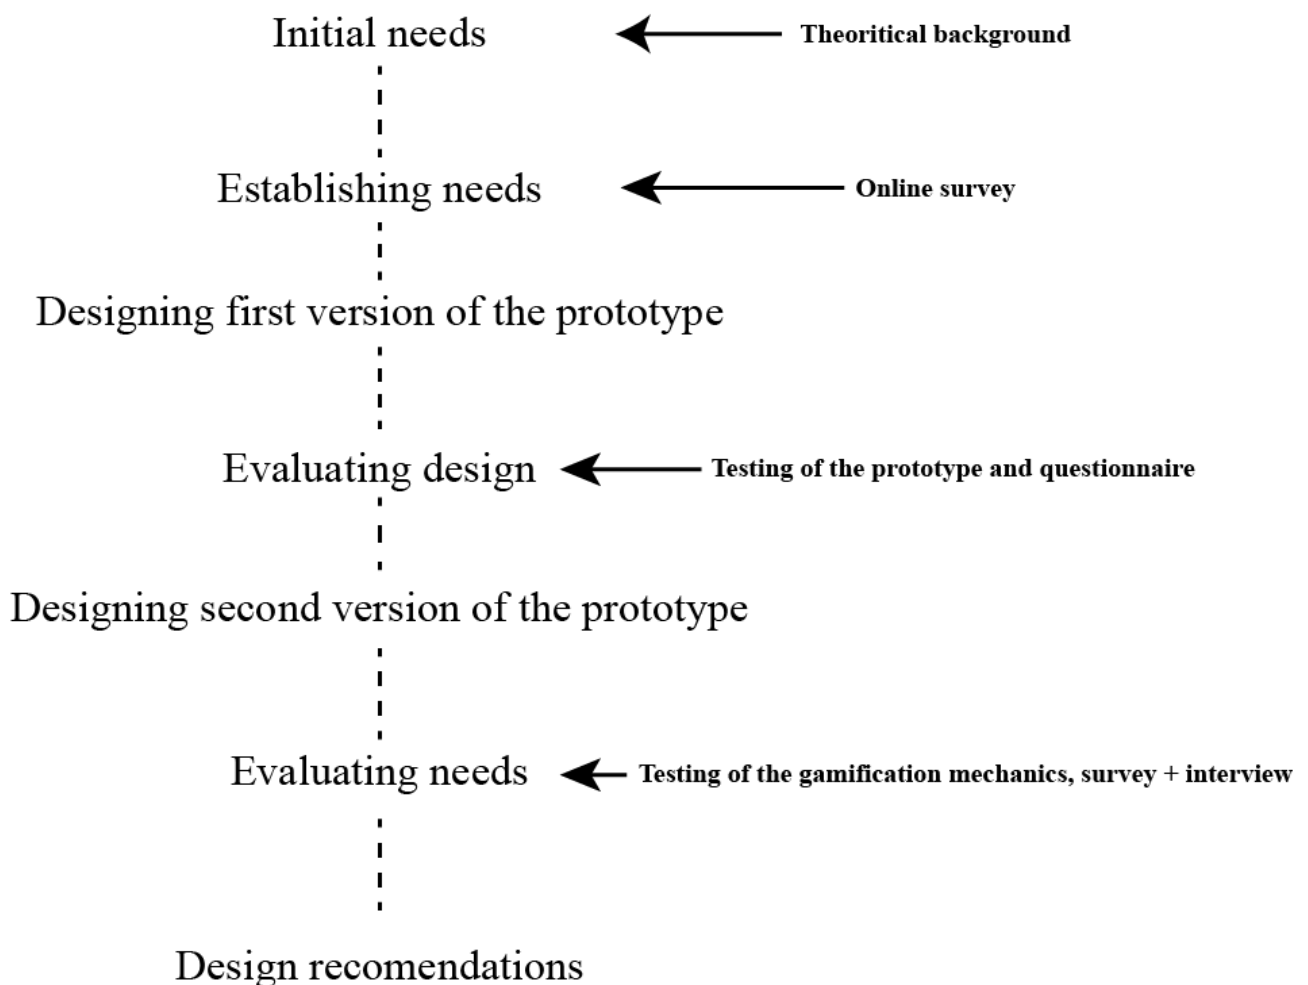 Initial needs
Theoritical background
Establishing needs
Online survey
Designing first version of the prototype
Evaluating design
Testing of the prototype and questionnaire
Designing second version of the prototype
Evaluating needs
Testing of the gamification mechanics, survey + interview
Design recomendations